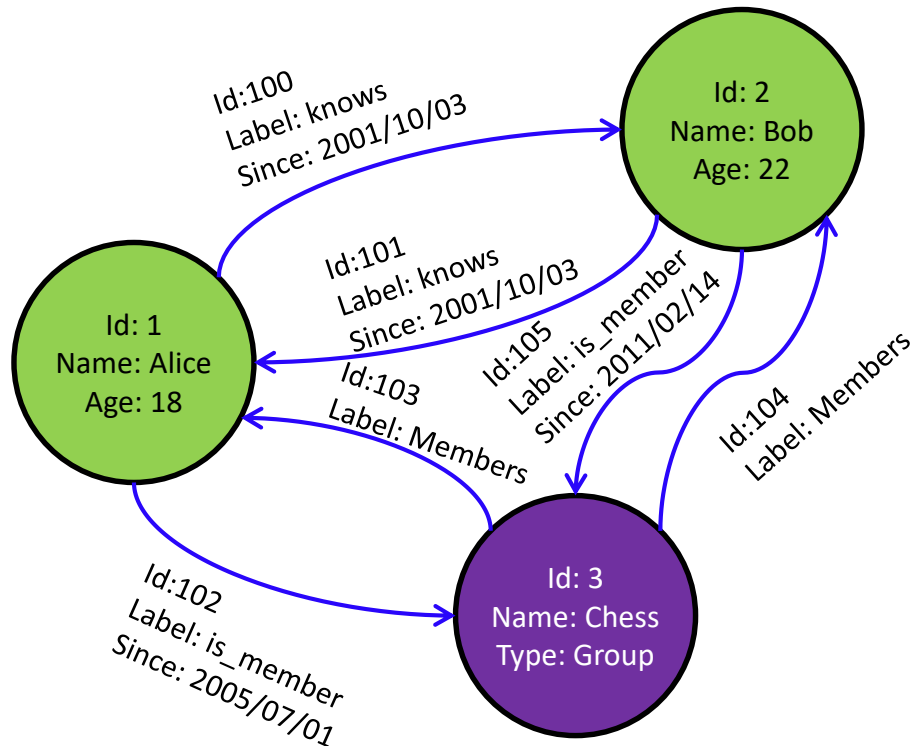 Id:100
Label: knows
Since: 2001/10/03
Id: 2
Name: Bob
Age: 22
Id:101
Label: knows
Since: 2001/10/03
Id: 1
Name: Alice
Age: 18
Id:105
Label: is_member
Since: 2011/02/14
Id:103
Label: Members
Id:104
Label: Members
Id:102
Label: is_member
Since: 2005/07/01
Id: 3
Name: Chess
Type: Group